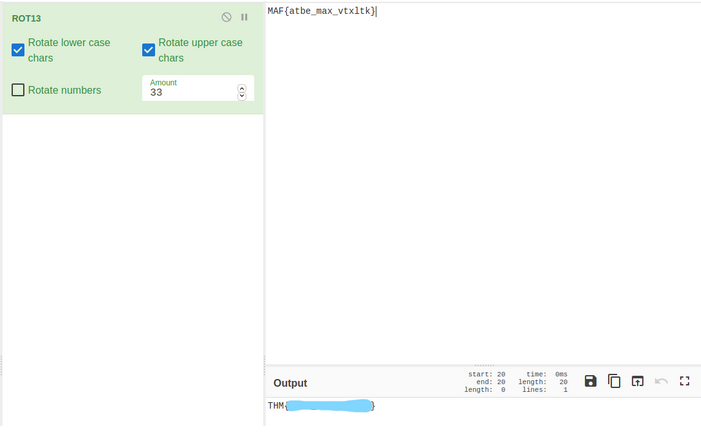 ROT13
Rotate lower case chars
Rotate upper case chars
Rotate numbers
Amount
33
MAF{atbe_max_vtxltk}
Output
start: 20
end: 20
length: 0
time: 0ms
length: 20
lines: 1
THM{ }